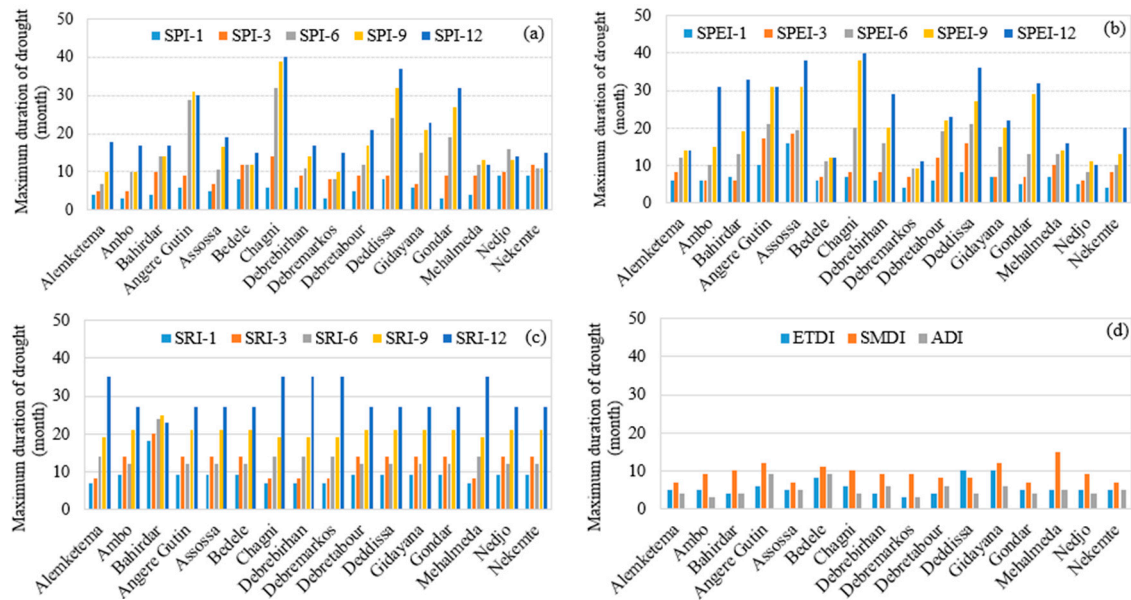 SPI-1 SPI-3 SPI-6 SPI-9 SPI-12 (a)
Maximum duration of drought
(month)
50
40
30
20
10
0
Alemketema
Ambo
Bahirdar
Angere Gutin
Assossa
Bedele
Chagni
Debrebirhan
Debremarkos
Debretabour
Deddissa
Gidayana
Gondar
Mehalmeda
Nedjo
Nekemte
SPEI-1 SPEI-3 SPEI-6 SPEI-9 SPEI-12 (b)
Maximum duration of drought
(month)
50
40
30
20
10
0
Alemketema
Ambo
Bahirdar
Angere Gutin
Assossa
Bedele
Chagni
Debrebirhan
Debremarkos
Debretabour
Deddissa
Gidayana
Gondar
Mehalmeda
Nedjo
Nekemte
SRI-1 SRI-3 SRI-6 SRI-9 SRI-12 (c)
Maximum duration of drought
(month)
50
40
30
20
10
0
Alemketema
Ambo
Bahirdar
Angere Gutin
Assossa
Bedele
Chagni
Debrebirhan
Debremarkos
Debretabour
Deddissa
Gidayana
Gondar
Mehalmeda
Nedjo
Nekemte
ETDI SMDI ADI (d)
Maximum duration of drought
(month)
50
40
30
20
10
0
Alemketema
Ambo
Bahirdar
Angere Gutin
Assossa
Bedele
Chagni
Debrebirhan
Debremarkos
Debretabour
Deddissa
Gidayana
Gondar
Mehalmeda
Nedjo
Nekemte